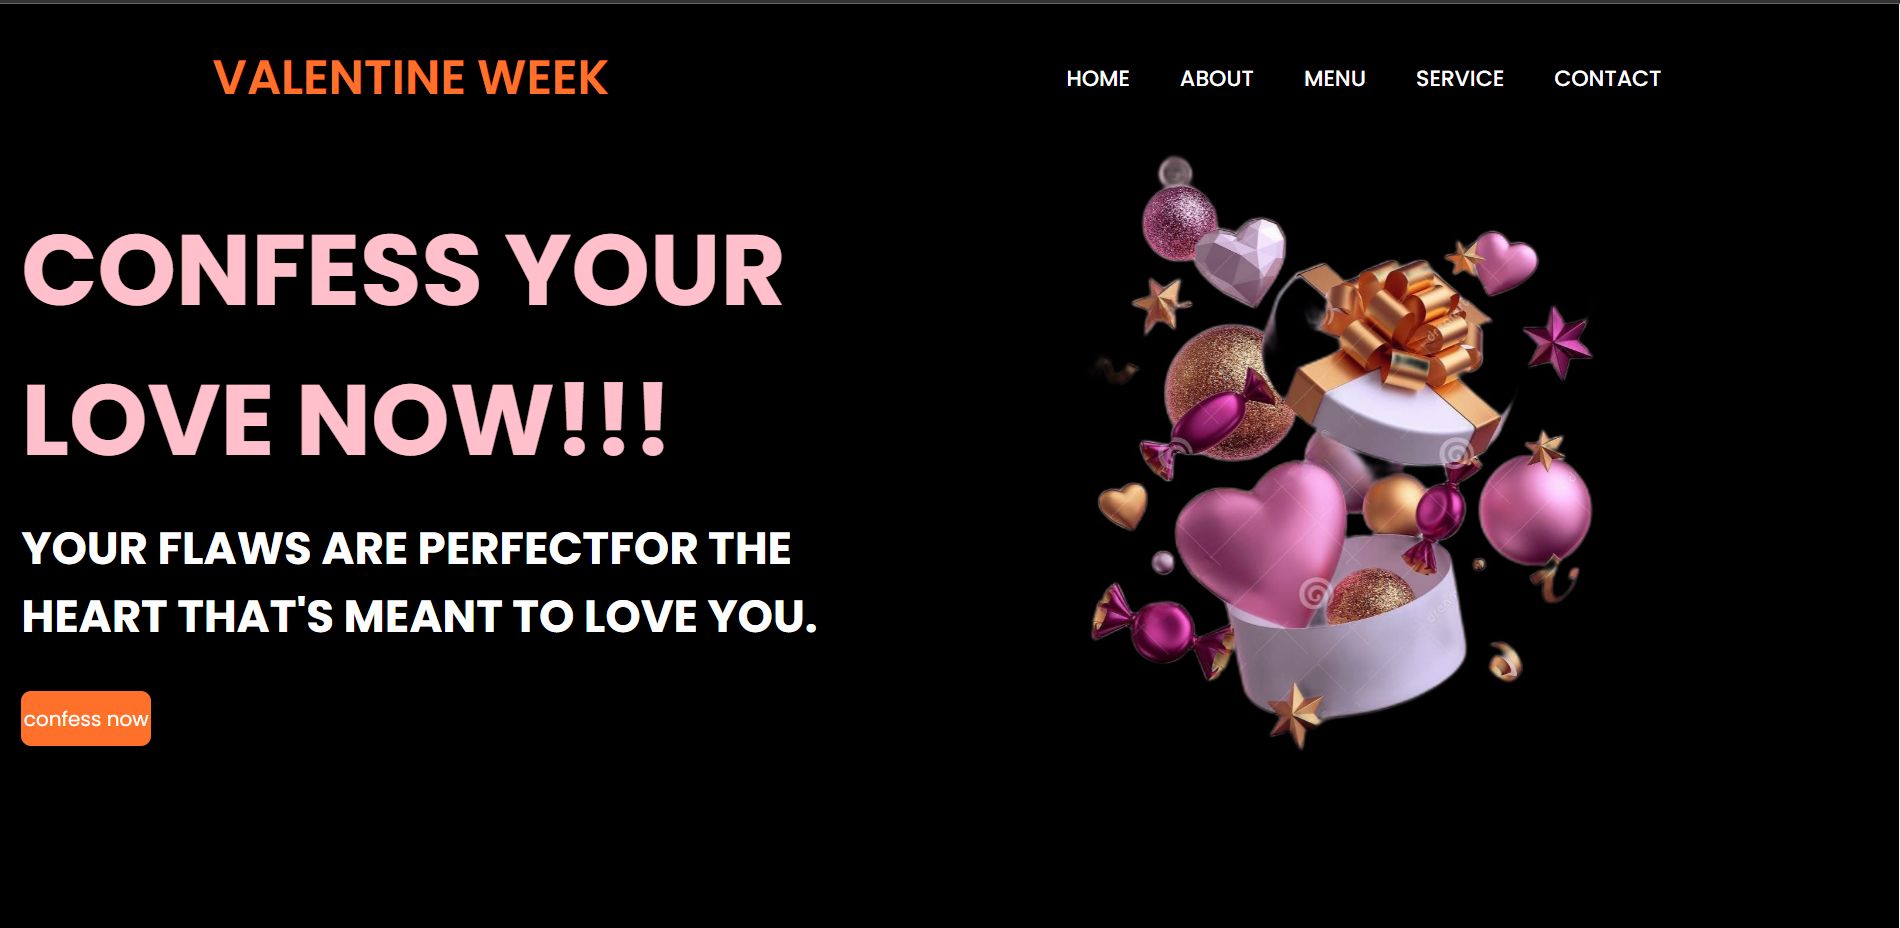 VALENTINE WEEK
HOME ABOUT MENU SERVICE CONTACT
CONFESS YOUR
LOVE NOW!!!
YOUR FLAWS ARE PERFECTFOR THE
HEART THAT'S MEANT TO LOVE YOU.
confess now